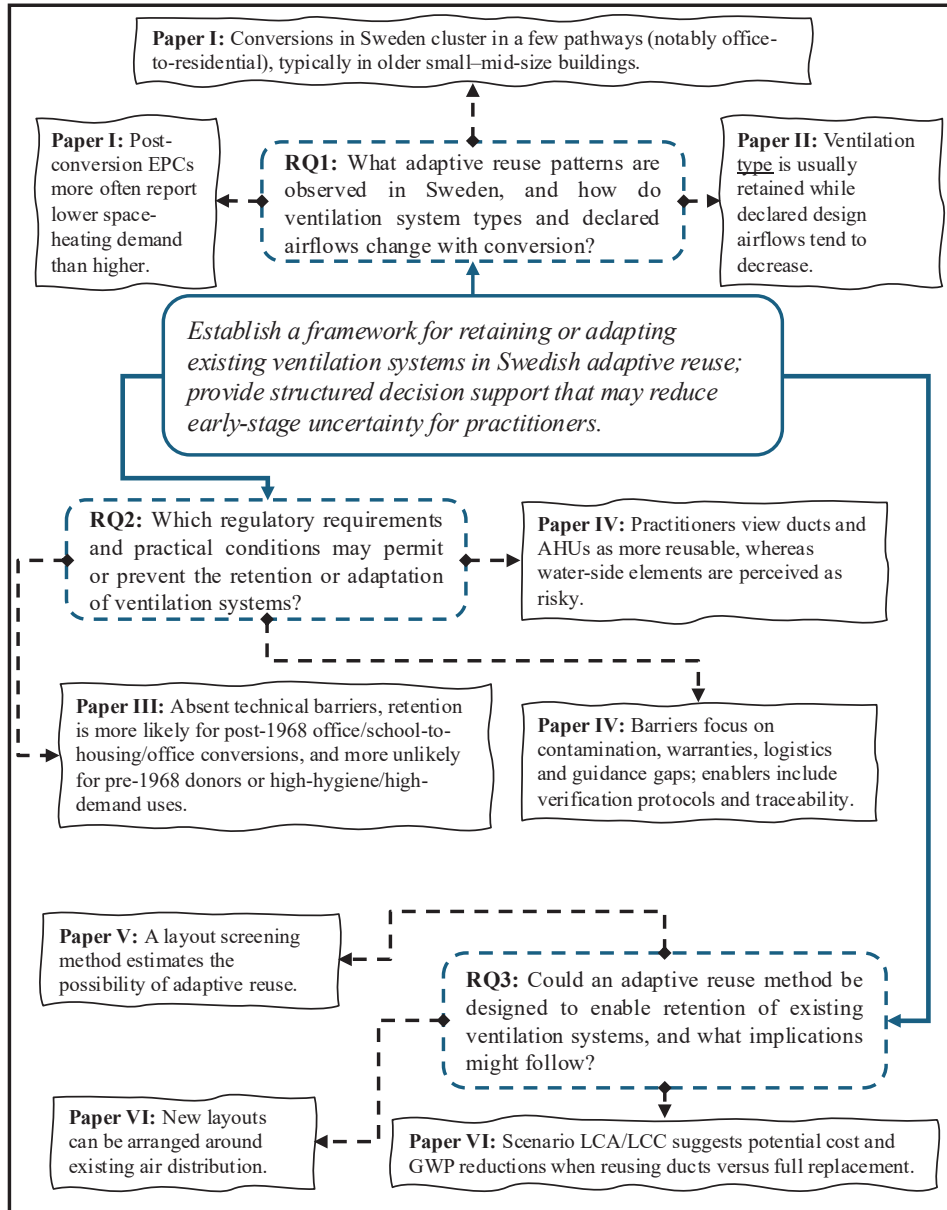 Paper I: Conversions in Sweden cluster in a few pathways (notably office-
to-residential), typically in older small–mid-size buildings.
Paper I: Post-
conversion EPCs
more often report
lower space-
heating demand
than higher.
RQ1: What adaptive reuse patterns are
observed in Sweden, and how do
ventilation system types and declared
airflows change with conversion?
Paper II: Ventilation
type is usually
retained while
declared design
airflows tend to
decrease.
Establish a framework for retaining or adapting
existing ventilation systems in Swedish adaptive reuse;
provide structured decision support that may reduce
early-stage uncertainty for practitioners.
RQ2: Which regulatory requirements
and practical conditions may permit
or prevent the retention or adaptation
of ventilation systems?
Paper IV: Practitioners view ducts and
AHUs as more reusable, whereas
water-side elements are perceived as
risky.
Paper III: Absent technical barriers, retention
is more likely for post-1968 office/school-to-
housing/office conversions, and more unlikely
for pre-1968 donors or high-hygiene/high-
demand uses.
Paper IV: Barriers focus on
contamination, warranties, logistics
and guidance gaps; enablers include
verification protocols and traceability.
Paper V: A layout screening
method estimates the
possibility of adaptive reuse.
RQ3: Could an adaptive reuse method be
designed to enable retention of existing
ventilation systems, and what implications
might follow?
Paper VI: New layouts
can be arranged around
existing air distribution.
Paper VI: Scenario LCA/LCC suggests potential cost and
GWP reductions when reusing ducts versus full replacement.